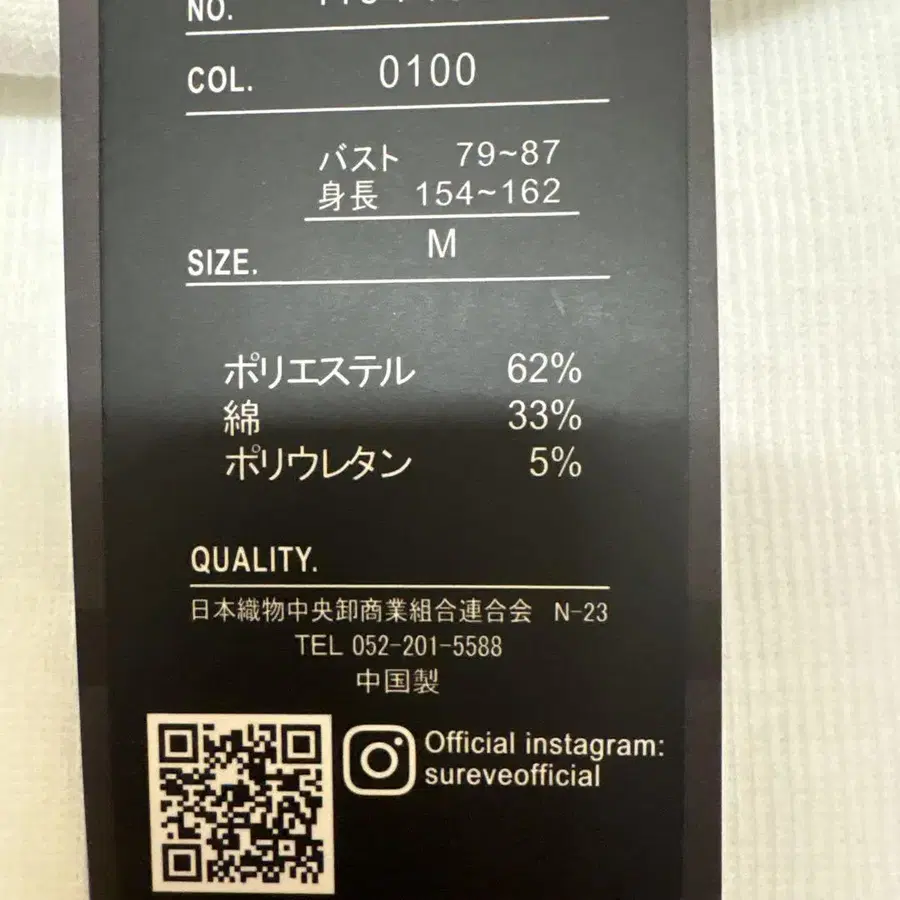 NO.
COL. 0100
バスト 79~87
身長 154~162
M
SIZE.
ポリエステル 62%
綿 33%
ポリウレタン 5%
QUALITY.
日本織物中央卸商業組合連合会 N-23
TEL 052-201-5588
中国製
Official instagram:
sureveofficial